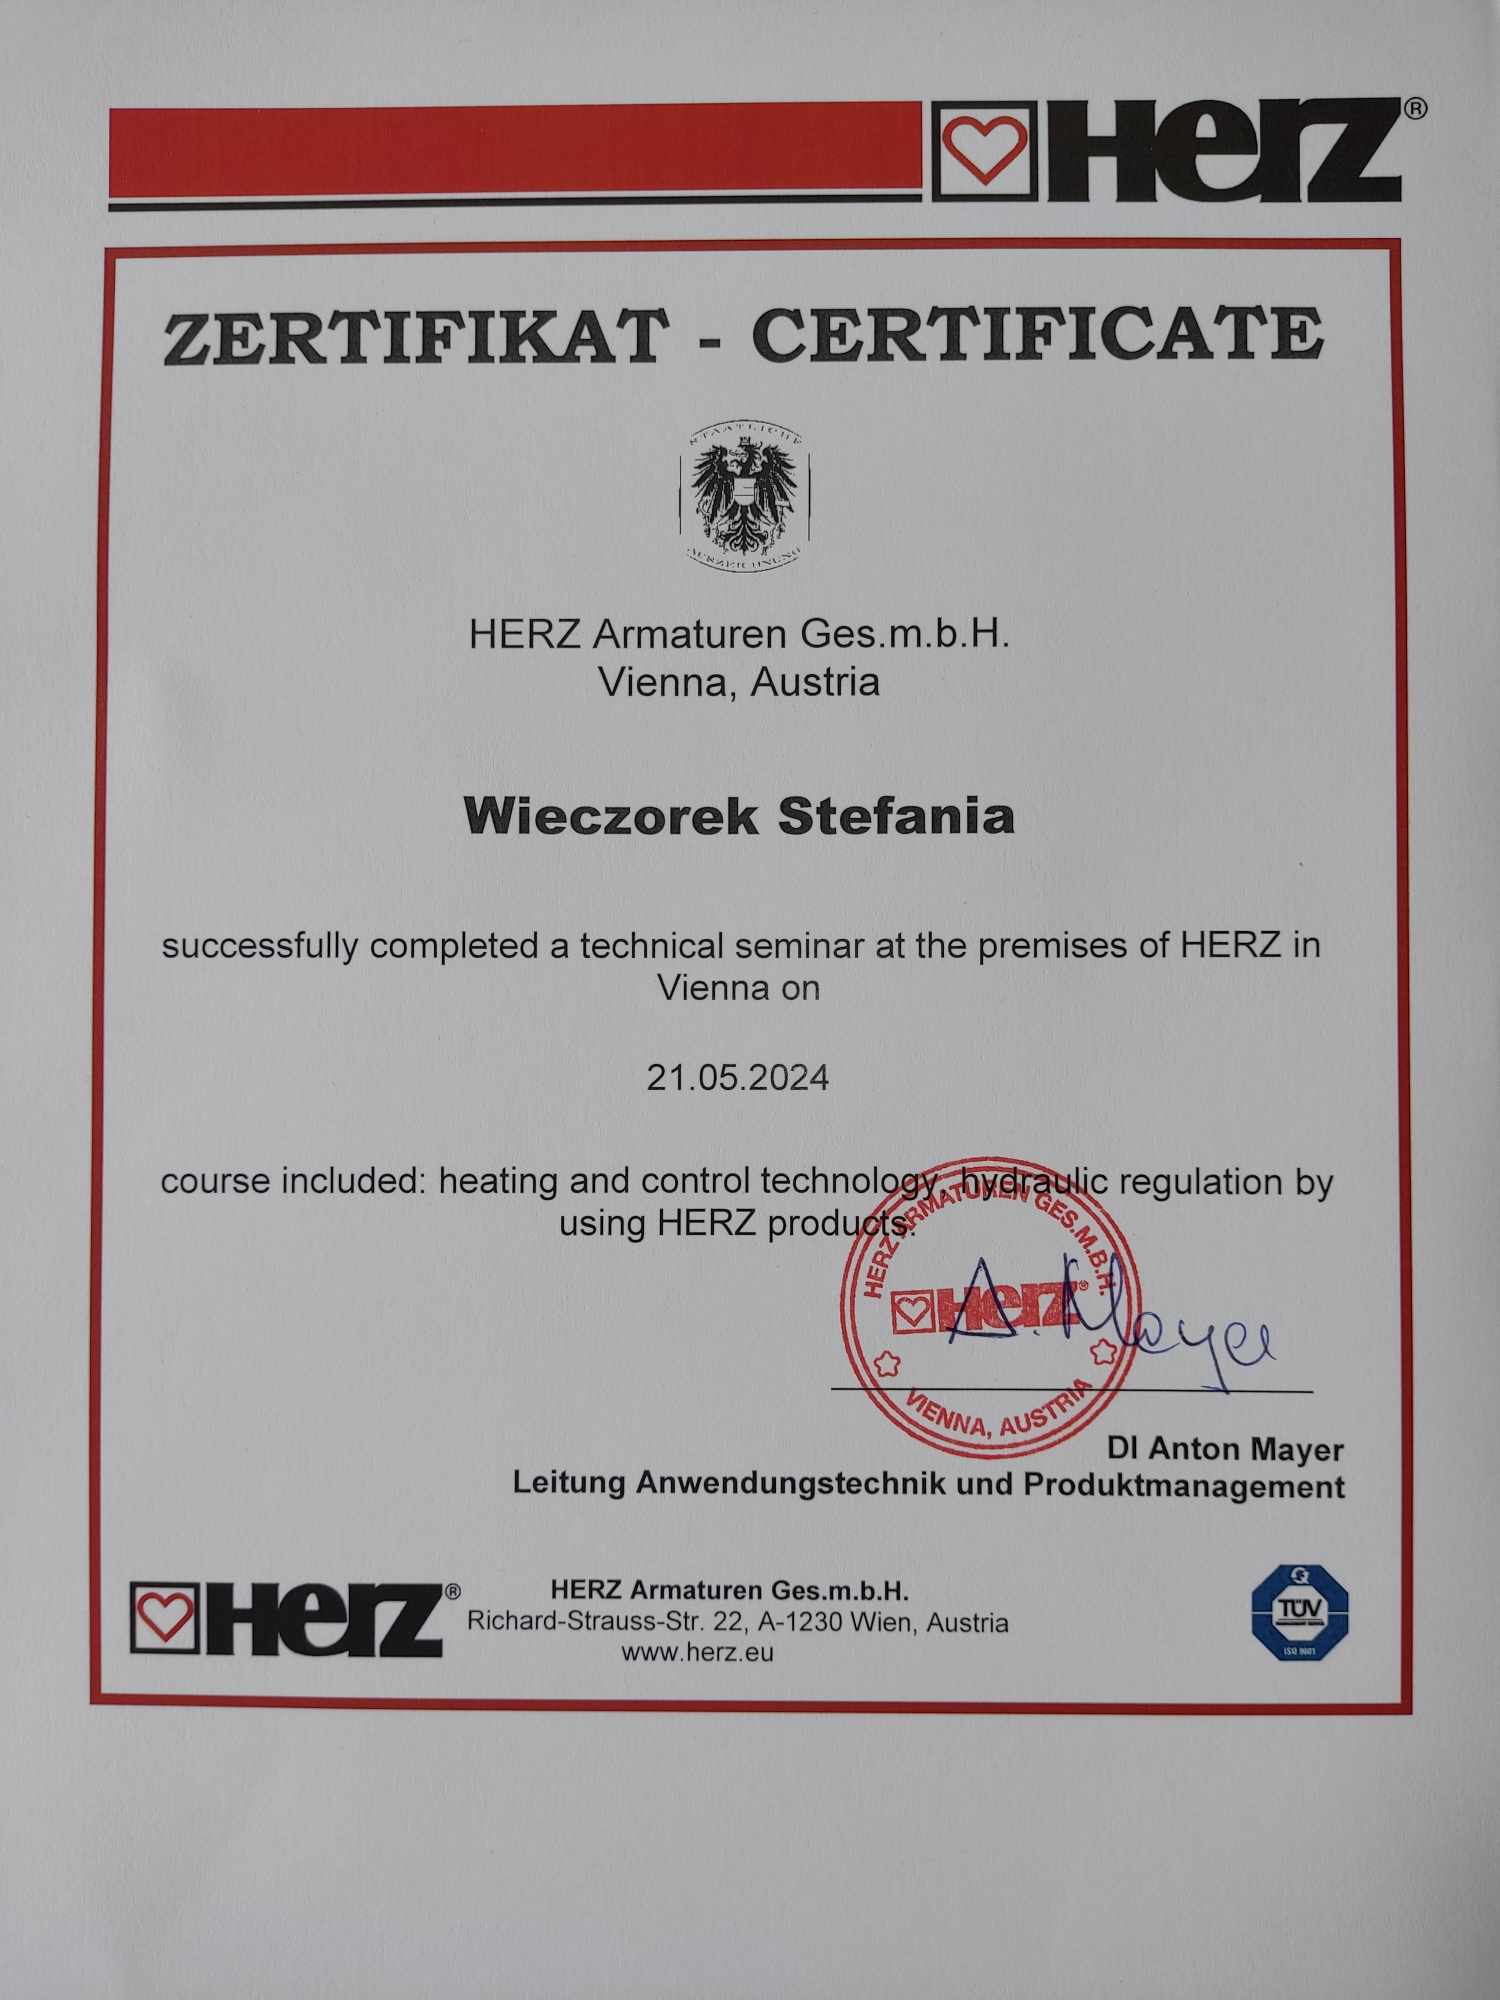 HERZ®
ZERTIFIKAT - CERTIFICATE
STAATLICHE
AUSZEICHNUNG
HERZ Armaturen Ges.m.b.H.
Vienna, Austria
Wieczorek Stefania
successfully completed a technical seminar at the premises of HERZ in
Vienna on
21.05.2024
course included: heating and control technology, hydraulic regulation by
using HERZ products.
HERZ ARMATUREN GES.M.B.H.
HERZ®
VIENNA, AUSTRIA
A. Mayer
DI Anton Mayer
Leitung Anwendungstechnik und Produktmanagement
HERZ®
HERZ Armaturen Ges.m.b.H.
Richard-Strauss-Str. 22, A-1230 Wien, Austria
www.herz.eu
TÜV
ISO 9001